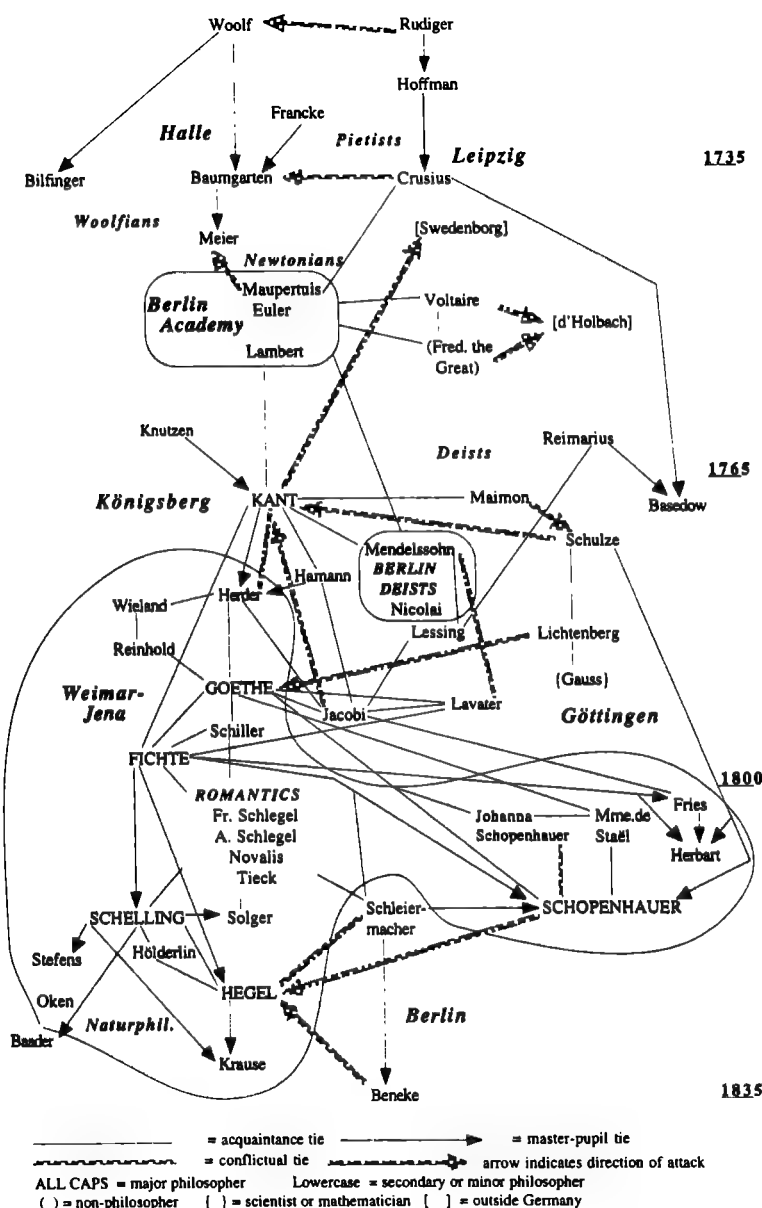 Woolf Rudiger
Hoffman
Francke
Halle Pietists Leipzig 1735
Bilfinger Baumgarten Crusius
Woolfians Meier [Swedenborg]
Newtonians
Maupertuis
Berlin Euler Voltaire
Academy [d'Holbach]
Lambert (Fred. the
Great)
Knutzen Deists Reimarius
1765
Königsberg KANT Maimon Basedow
Schulze
Mendelssohn
BERLIN
Hamann DEISTS
Wieland Herder Nicolai
Lessing Lichtenberg
Reinhold
Weimar- GOETHE {Gauss}
Jena Jacobi Lavater Göttingen
Schiller
FICHTE
1800
ROMANTICS Fries
Fr. Schlegel Johanna Mme. de
A. Schlegel Schopenhauer Staël
Novalis Herbart
Tieck
SCHELLING Solger Schleier- SCHOPENHAUER
macher
Stefens Hölderlin
HEGEL
Oken Berlin
Naturphil.
Baader
Krause
Beneke 1835
= acquaintance tie = master-pupil tie
= conflictual tie arrow indicates direction of attack
ALL CAPS = major philosopher Lowercase = secondary or minor philosopher
( ) = non-philosopher { } = scientist or mathematician [ ] = outside Germany